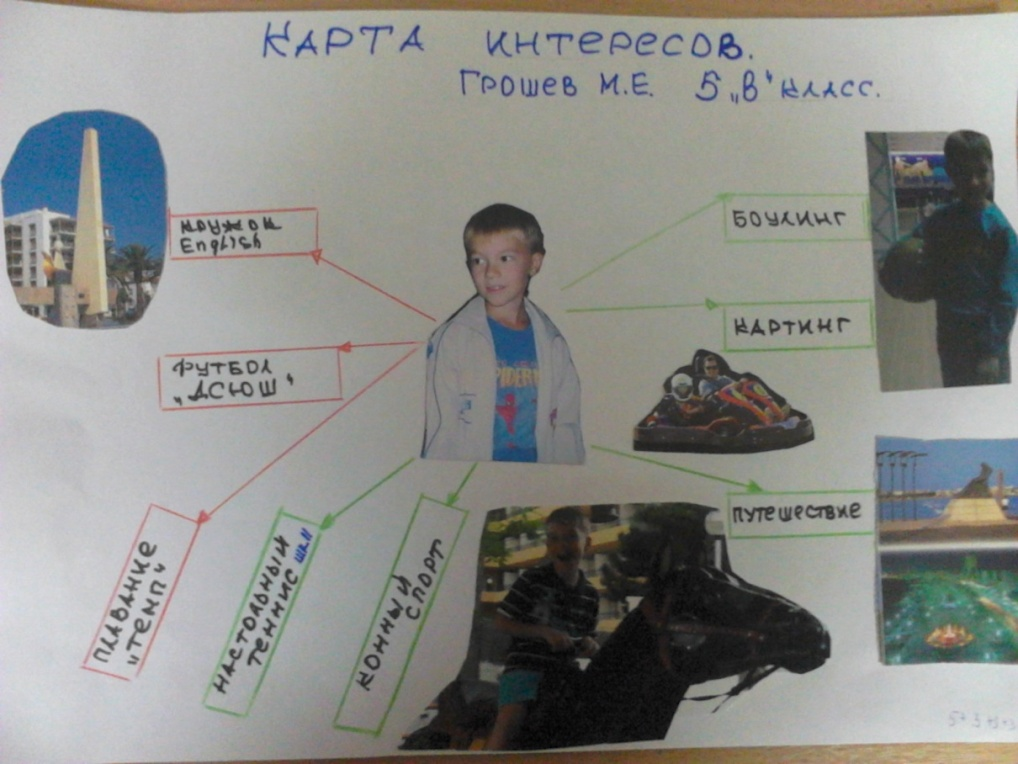 КАРТА ИНТЕРЕСОВ.
ГРОШЕВ М.Е. 5 „В“ КЛАСС.
КРУЖОК
English
ФУТБОЛ
„ДСЮШ“
ПЛАВАНИЕ
„ТЕМП“
НАСТОЛЬНЫЙ
ТЕННИС
КОННЫЙ
СПОРТ
БОУЛИНГ
КАРТИНГ
ПУТЕШЕСТВИЕ